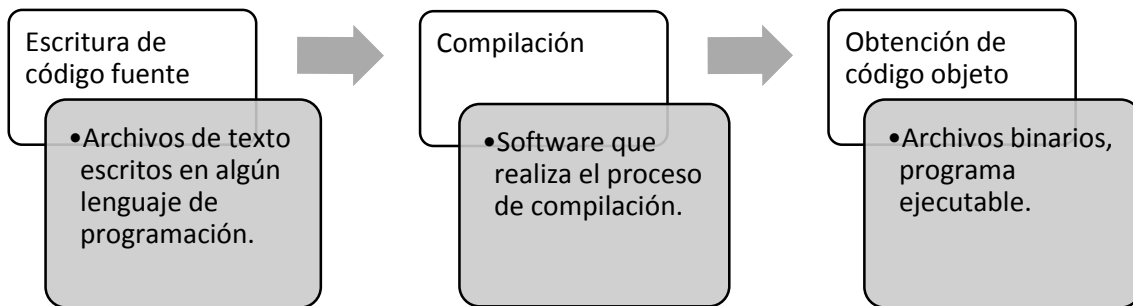 Escritura de
código fuente
•Archivos de texto
escritos en algún
lenguaje de
programación.
Compilación
•Software que
realiza el proceso
de compilación.
Obtención de
código objeto
•Archivos binarios,
programa
ejecutable.